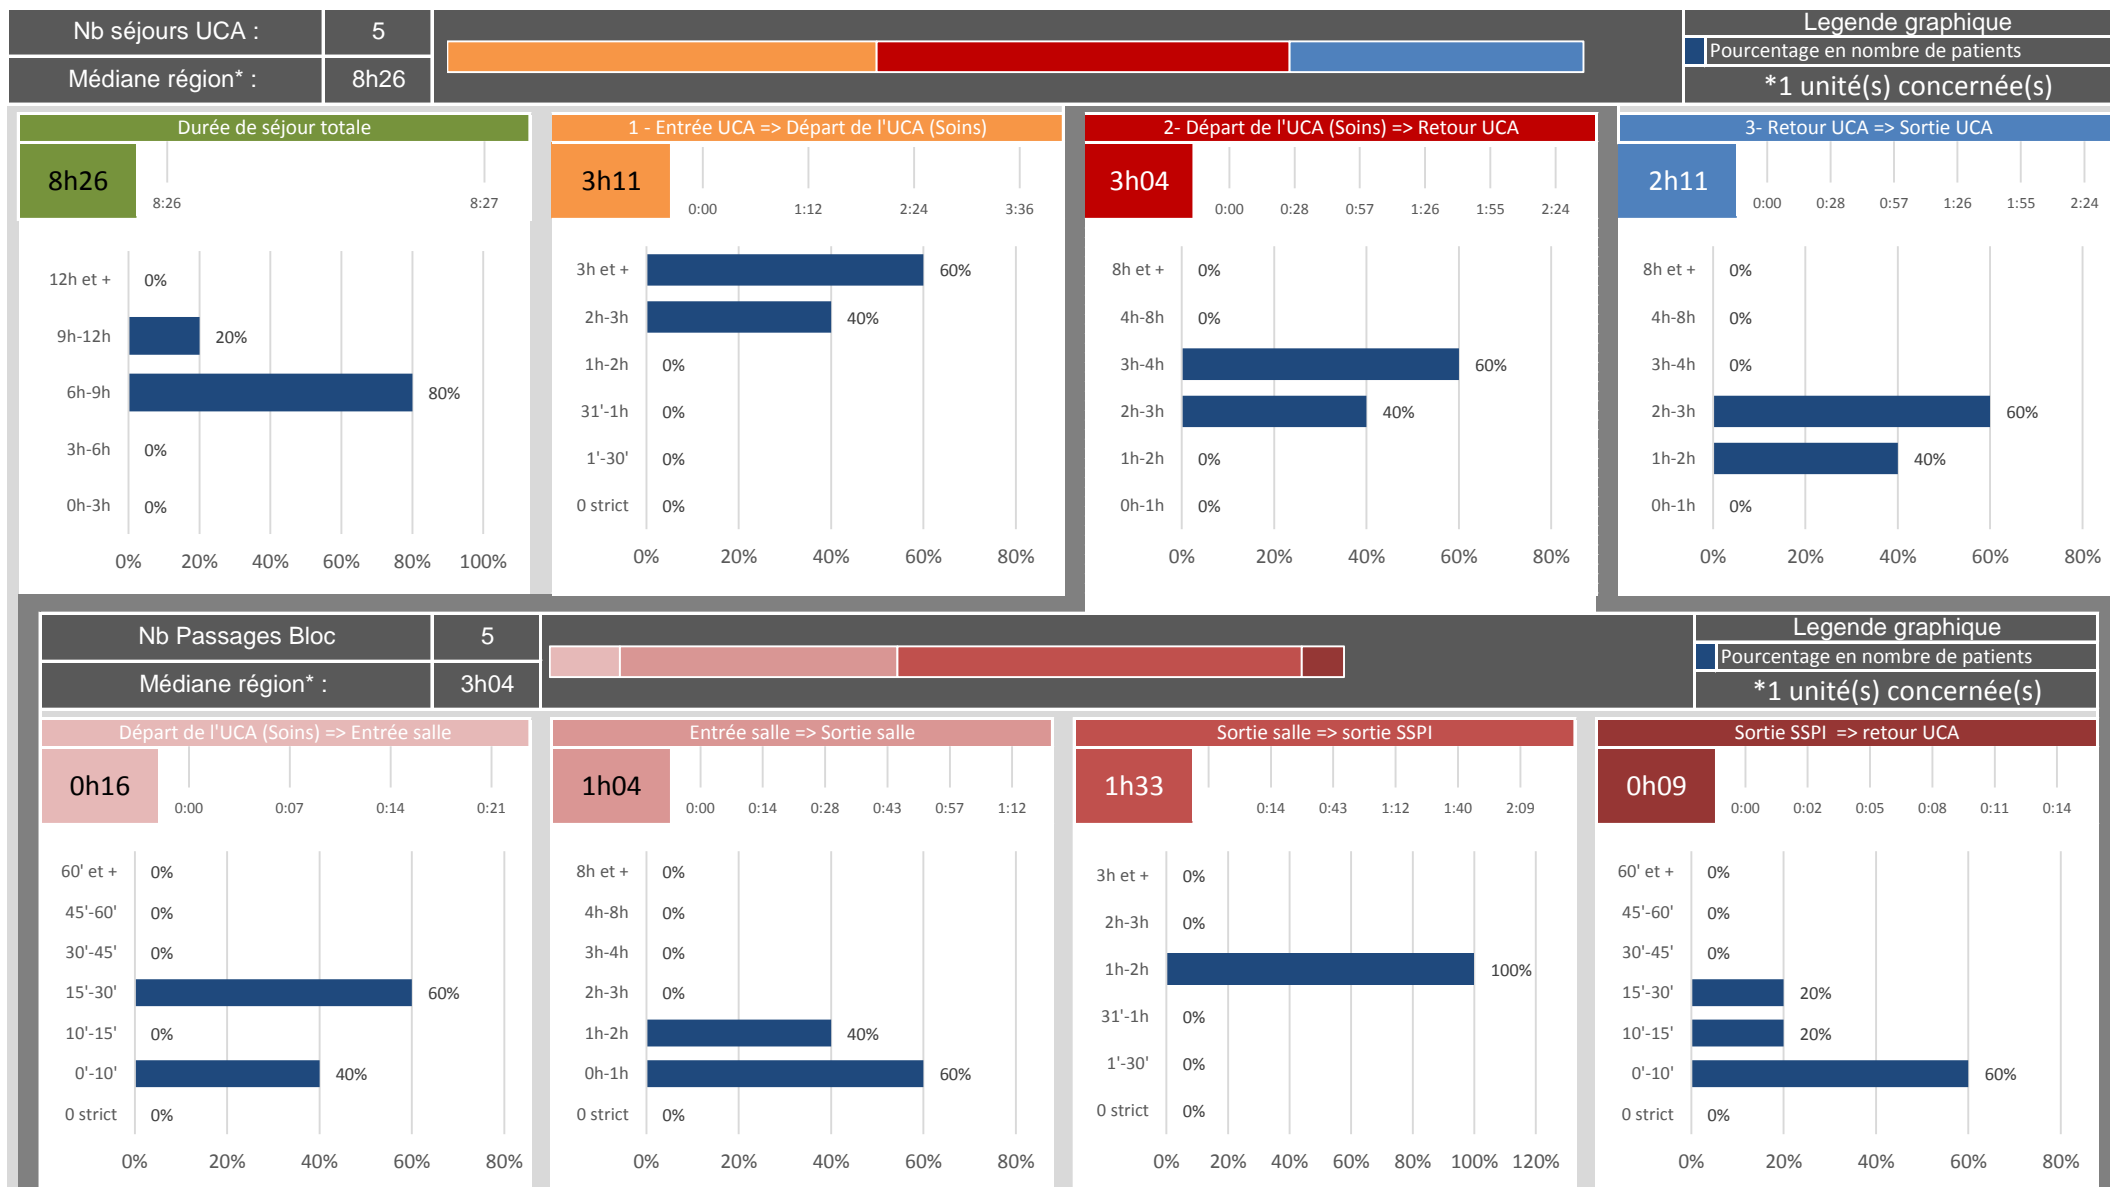 Nb séjours UCA :
5
Médiane région* :
8h26
Legende graphique
Pourcentage en nombre de patients
*1 unité(s) concernée(s)
Durée de séjour totale
8h26
8:26 8:27
12h et + 0%
9h-12h 20%
6h-9h 80%
3h-6h 0%
0h-3h 0%
0% 20% 40% 60% 80% 100%
1 - Entrée UCA => Départ de l'UCA (Soins)
3h11
0:00 1:12 2:24 3:36
3h et + 60%
2h-3h 40%
1h-2h 0%
31'-1h 0%
1'-30' 0%
0 strict 0%
0% 20% 40% 60% 80%
2- Départ de l'UCA (Soins) => Retour UCA
3h04
0:00 0:28 0:57 1:26 1:55 2:24
8h et + 0%
4h-8h 0%
3h-4h 60%
2h-3h 40%
1h-2h 0%
0h-1h 0%
0% 20% 40% 60% 80%
3- Retour UCA => Sortie UCA
2h11
0:00 0:28 0:57 1:26 1:55 2:24
8h et + 0%
4h-8h 0%
3h-4h 0%
2h-3h 60%
1h-2h 40%
0h-1h 0%
0% 20% 40% 60% 80%
Nb Passages Bloc
5
Médiane région* :
3h04
Legende graphique
Pourcentage en nombre de patients
*1 unité(s) concernée(s)
Départ de l'UCA (Soins) => Entrée salle
0h16
0:00 0:07 0:14 0:21
60' et + 0%
45'-60' 0%
30'-45' 0%
15'-30' 60%
10'-15' 0%
0'-10' 40%
0 strict 0%
0% 20% 40% 60% 80%
Entrée salle => Sortie salle
1h04
0:00 0:14 0:28 0:43 0:57 1:12
8h et + 0%
4h-8h 0%
3h-4h 0%
2h-3h 0%
1h-2h 40%
0h-1h 60%
0 strict 0%
0% 20% 40% 60% 80%
Sortie salle => sortie SSPI
1h33
0:14 0:43 1:12 1:40 2:09
3h et + 0%
2h-3h 0%
1h-2h 100%
31'-1h 0%
1'-30' 0%
0 strict 0%
0% 20% 40% 60% 80% 100% 120%
Sortie SSPI => retour UCA
0h09
0:00 0:02 0:05 0:08 0:11 0:14
60' et + 0%
45'-60' 0%
30'-45' 0%
15'-30' 20%
10'-15' 20%
0'-10' 60%
0 strict 0%
0% 20% 40% 60% 80%